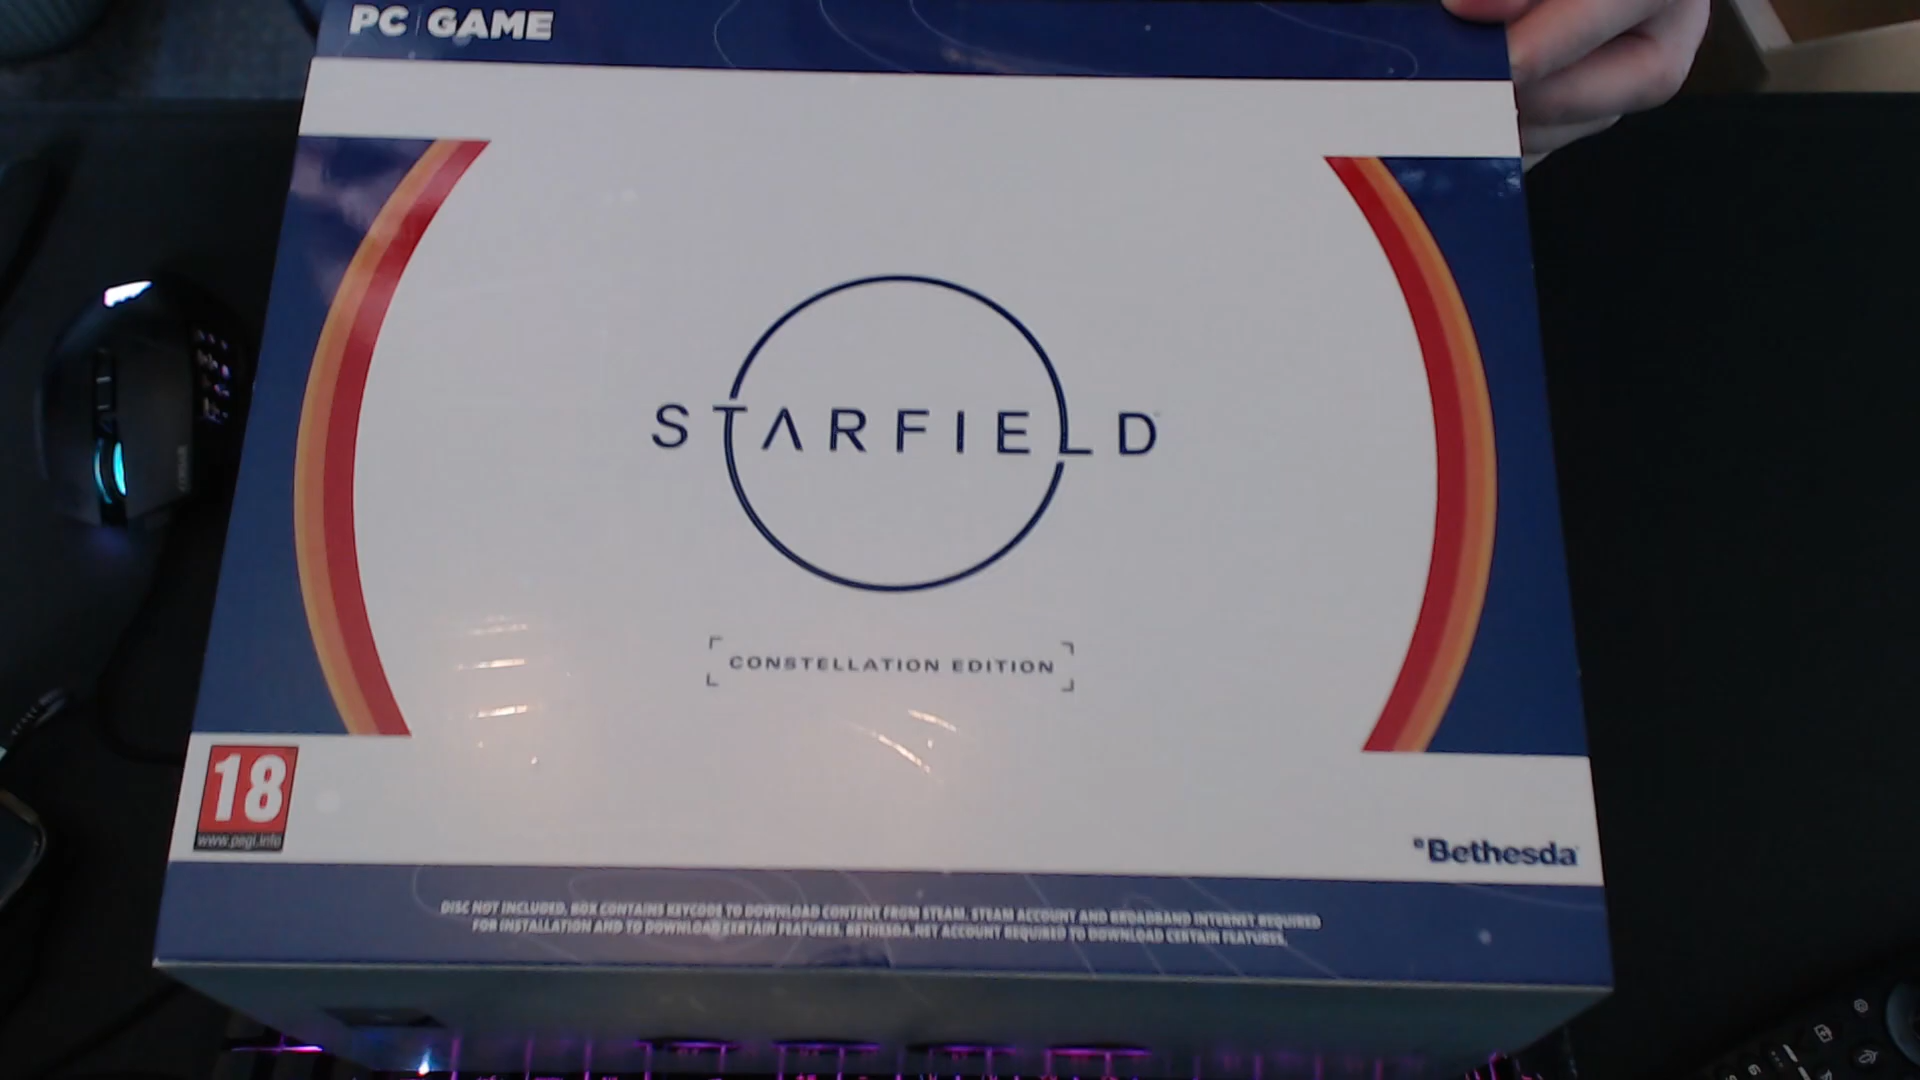 PC GAME
STARFIELD
CONSTELLATION EDITION
18
www.pegi.info
Bethesda
DISC NOT INCLUDED. BOX CONTAINS KEYCODE TO DOWNLOAD CONTENT FROM STEAM. STEAM ACCOUNT AND BROADBAND INTERNET REQUIRED
FOR INSTALLATION AND TO DOWNLOAD CERTAIN FEATURES. BETHESDA.NET ACCOUNT REQUIRED TO DOWNLOAD CERTAIN FEATURES.